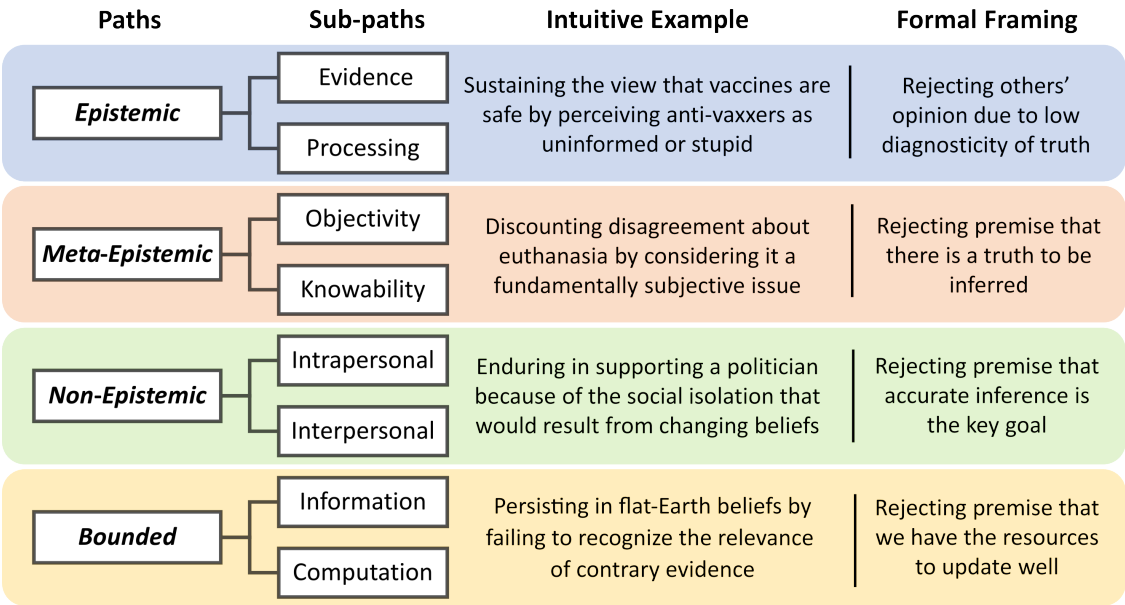 Paths
Sub-paths
Intuitive Example
Formal Framing
Epistemic
Evidence
Processing
Sustaining the view that vaccines are
safe by perceiving anti-vaxxers as
uninformed or stupid
Rejecting others’
opinion due to low
diagnosticity of truth
Meta-Epistemic
Objectivity
Knowability
Discounting disagreement about
euthanasia by considering it a
fundamentally subjective issue
Rejecting premise that
there is a truth to be
inferred
Non-Epistemic
Intrapersonal
Interpersonal
Enduring in supporting a politician
because of the social isolation that
would result from changing beliefs
Rejecting premise that
accurate inference is
the key goal
Bounded
Information
Computation
Persisting in flat-Earth beliefs by
failing to recognize the relevance
of contrary evidence
Rejecting premise that
we have the resources
to update well